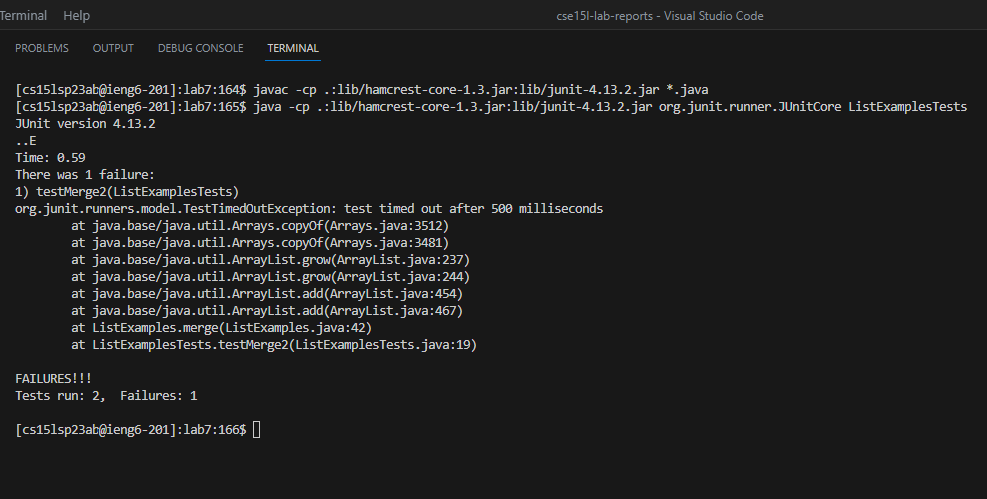 Terminal Help cse15l-lab-reports - Visual Studio Code
PROBLEMS OUTPUT DEBUG CONSOLE TERMINAL
[cs15lsp23ab@ieng6-201]:lab7:164$ javac -cp .:lib/hamcrest-core-1.3.jar:lib/junit-4.13.2.jar *.java
[cs15lsp23ab@ieng6-201]:lab7:165$ java -cp .:lib/hamcrest-core-1.3.jar:lib/junit-4.13.2.jar org.junit.runner.JUnitCore ListExamplesTests
JUnit version 4.13.2
..E
Time: 0.59
There was 1 failure:
1) testMerge2(ListExamplesTests)
org.junit.runners.model.TestTimedOutException: test timed out after 500 milliseconds
        at java.base/java.util.Arrays.copyOf(Arrays.java:3512)
        at java.base/java.util.Arrays.copyOf(Arrays.java:3481)
        at java.base/java.util.ArrayList.grow(ArrayList.java:237)
        at java.base/java.util.ArrayList.grow(ArrayList.java:244)
        at java.base/java.util.ArrayList.add(ArrayList.java:454)
        at java.base/java.util.ArrayList.add(ArrayList.java:467)
        at ListExamples.merge(ListExamples.java:42)
        at ListExamplesTests.testMerge2(ListExamplesTests.java:19)
FAILURES!!!
Tests run: 2,  Failures: 1
[cs15lsp23ab@ieng6-201]:lab7:166$